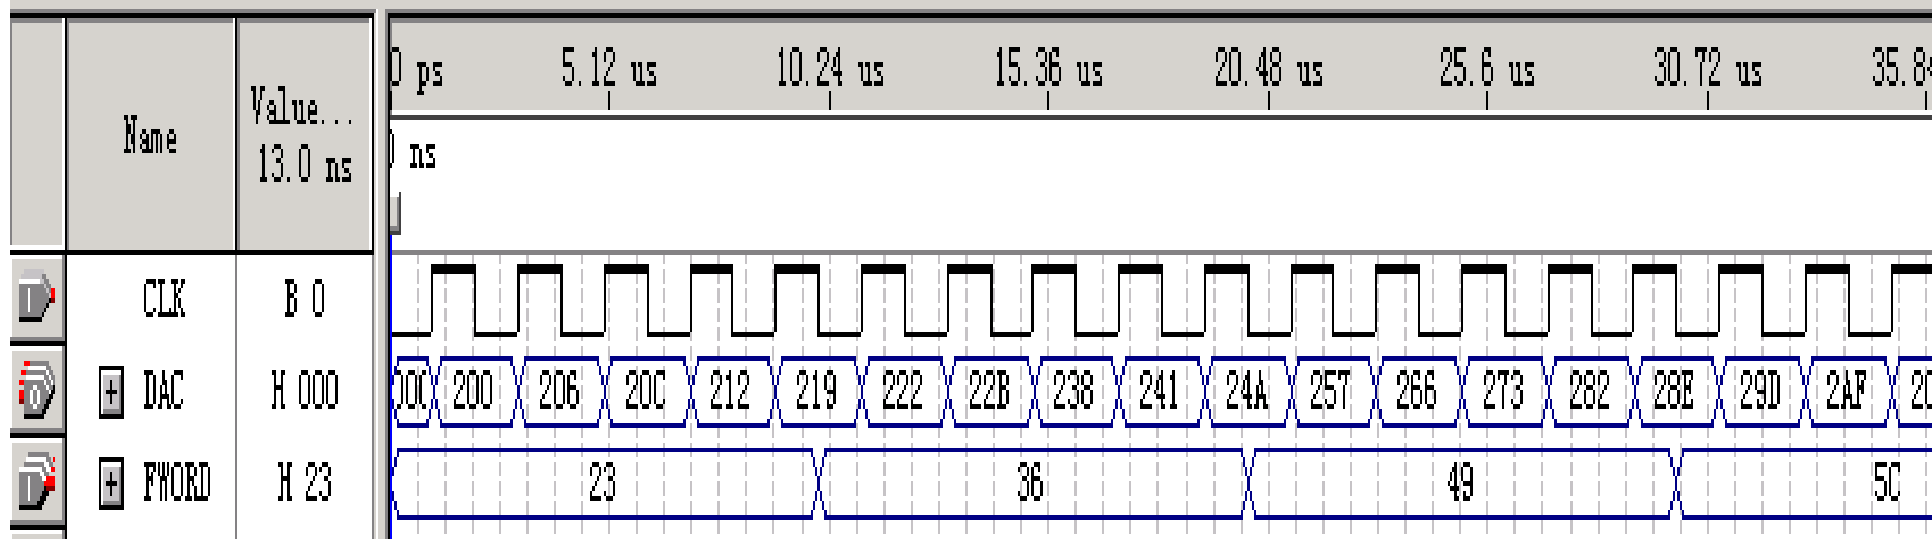 0 ps 5.12 us 10.24 us 15.36 us 20.48 us 25.6 us 30.72 us 35.84
Name Value... 13.0 ns
0 ns
CLK B 0
DAC H 000 200 206 20C 212 219 222 22B 238 241 24A 257 266 273 282 28E 29D 2AF
FWORD H 23 23 36 49 5C